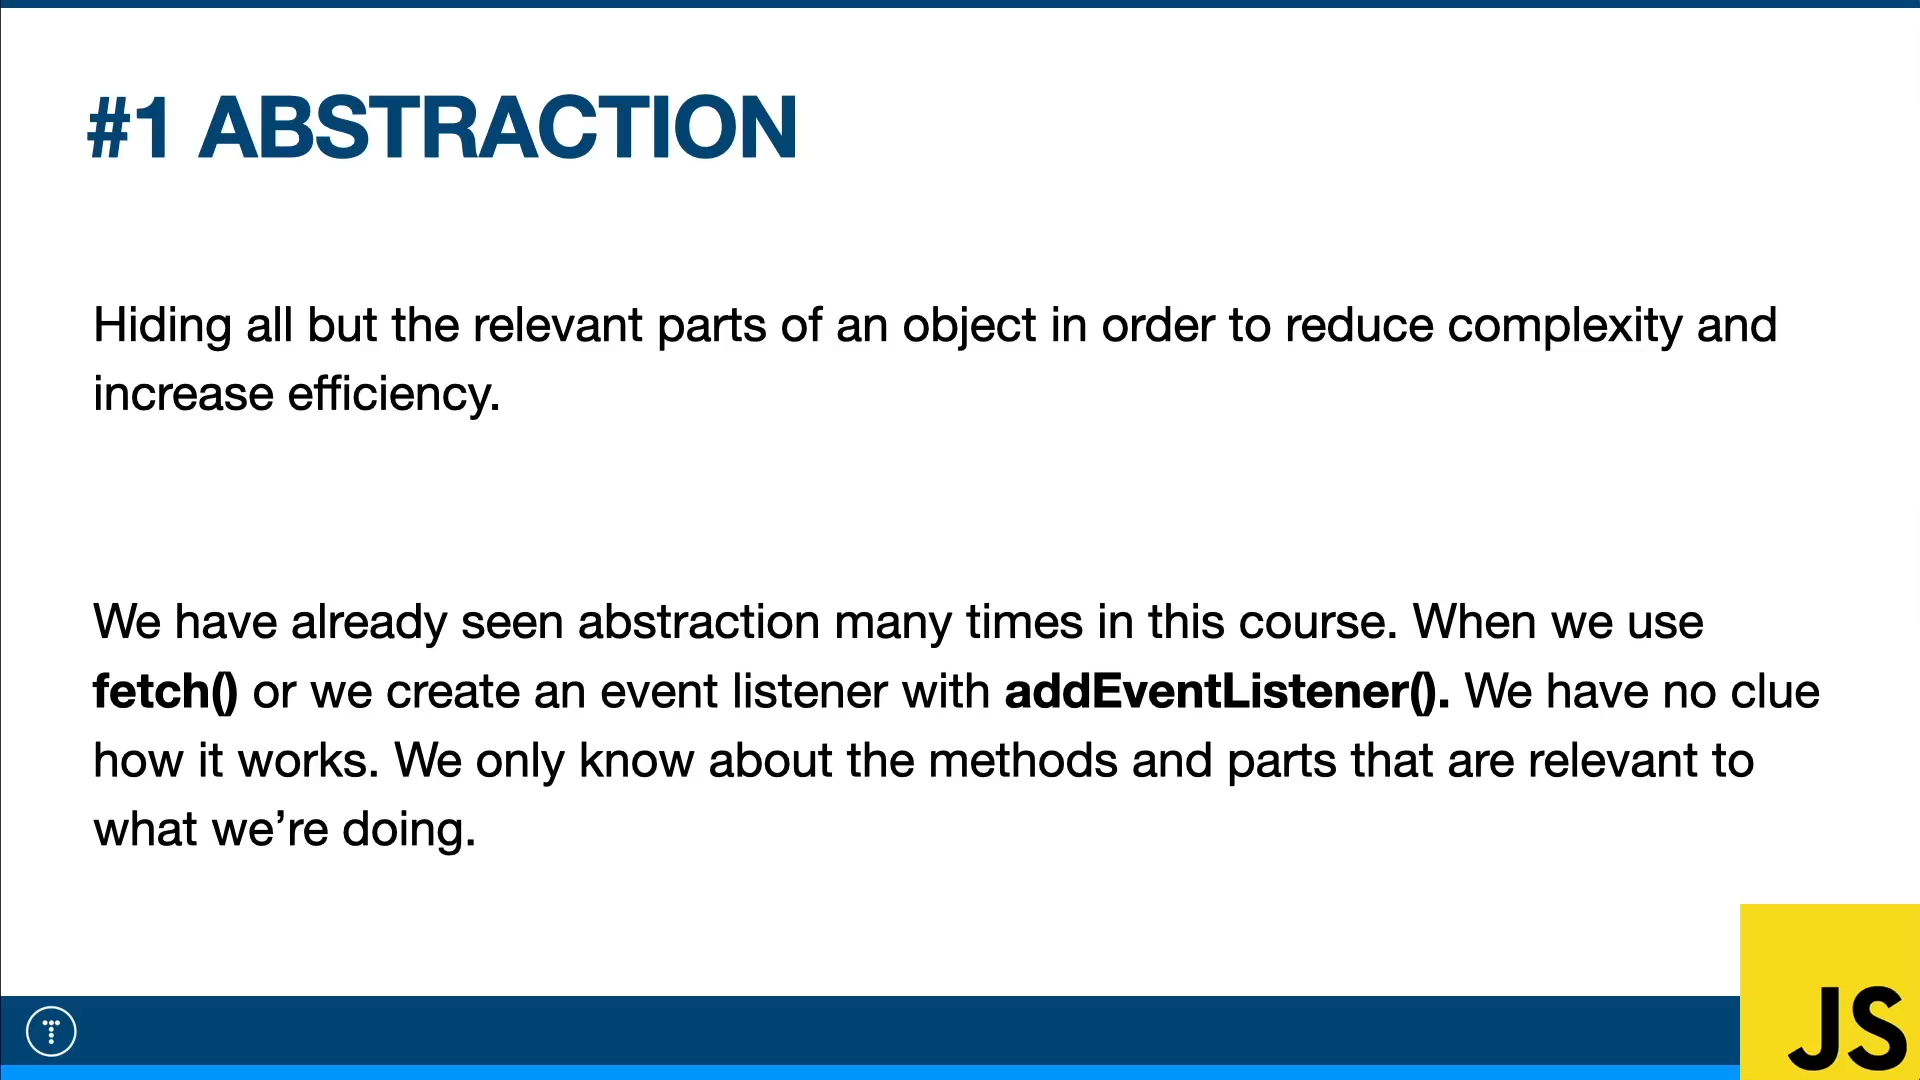 #1 ABSTRACTION
Hiding all but the relevant parts of an object in order to reduce complexity and
increase efficiency.
We have already seen abstraction many times in this course. When we use
fetch() or we create an event listener with addEventListener(). We have no clue
how it works. We only know about the methods and parts that are relevant to
what we’re doing.
T
JS